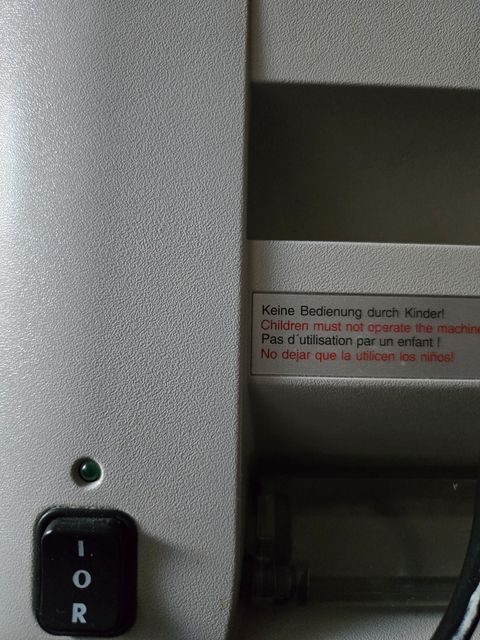 Keine Bedienung durch Kinder!
Children must not operate the machine
Pas d'utilisation par un enfant !
No dejar que la utilicen los niños!
I
O
R